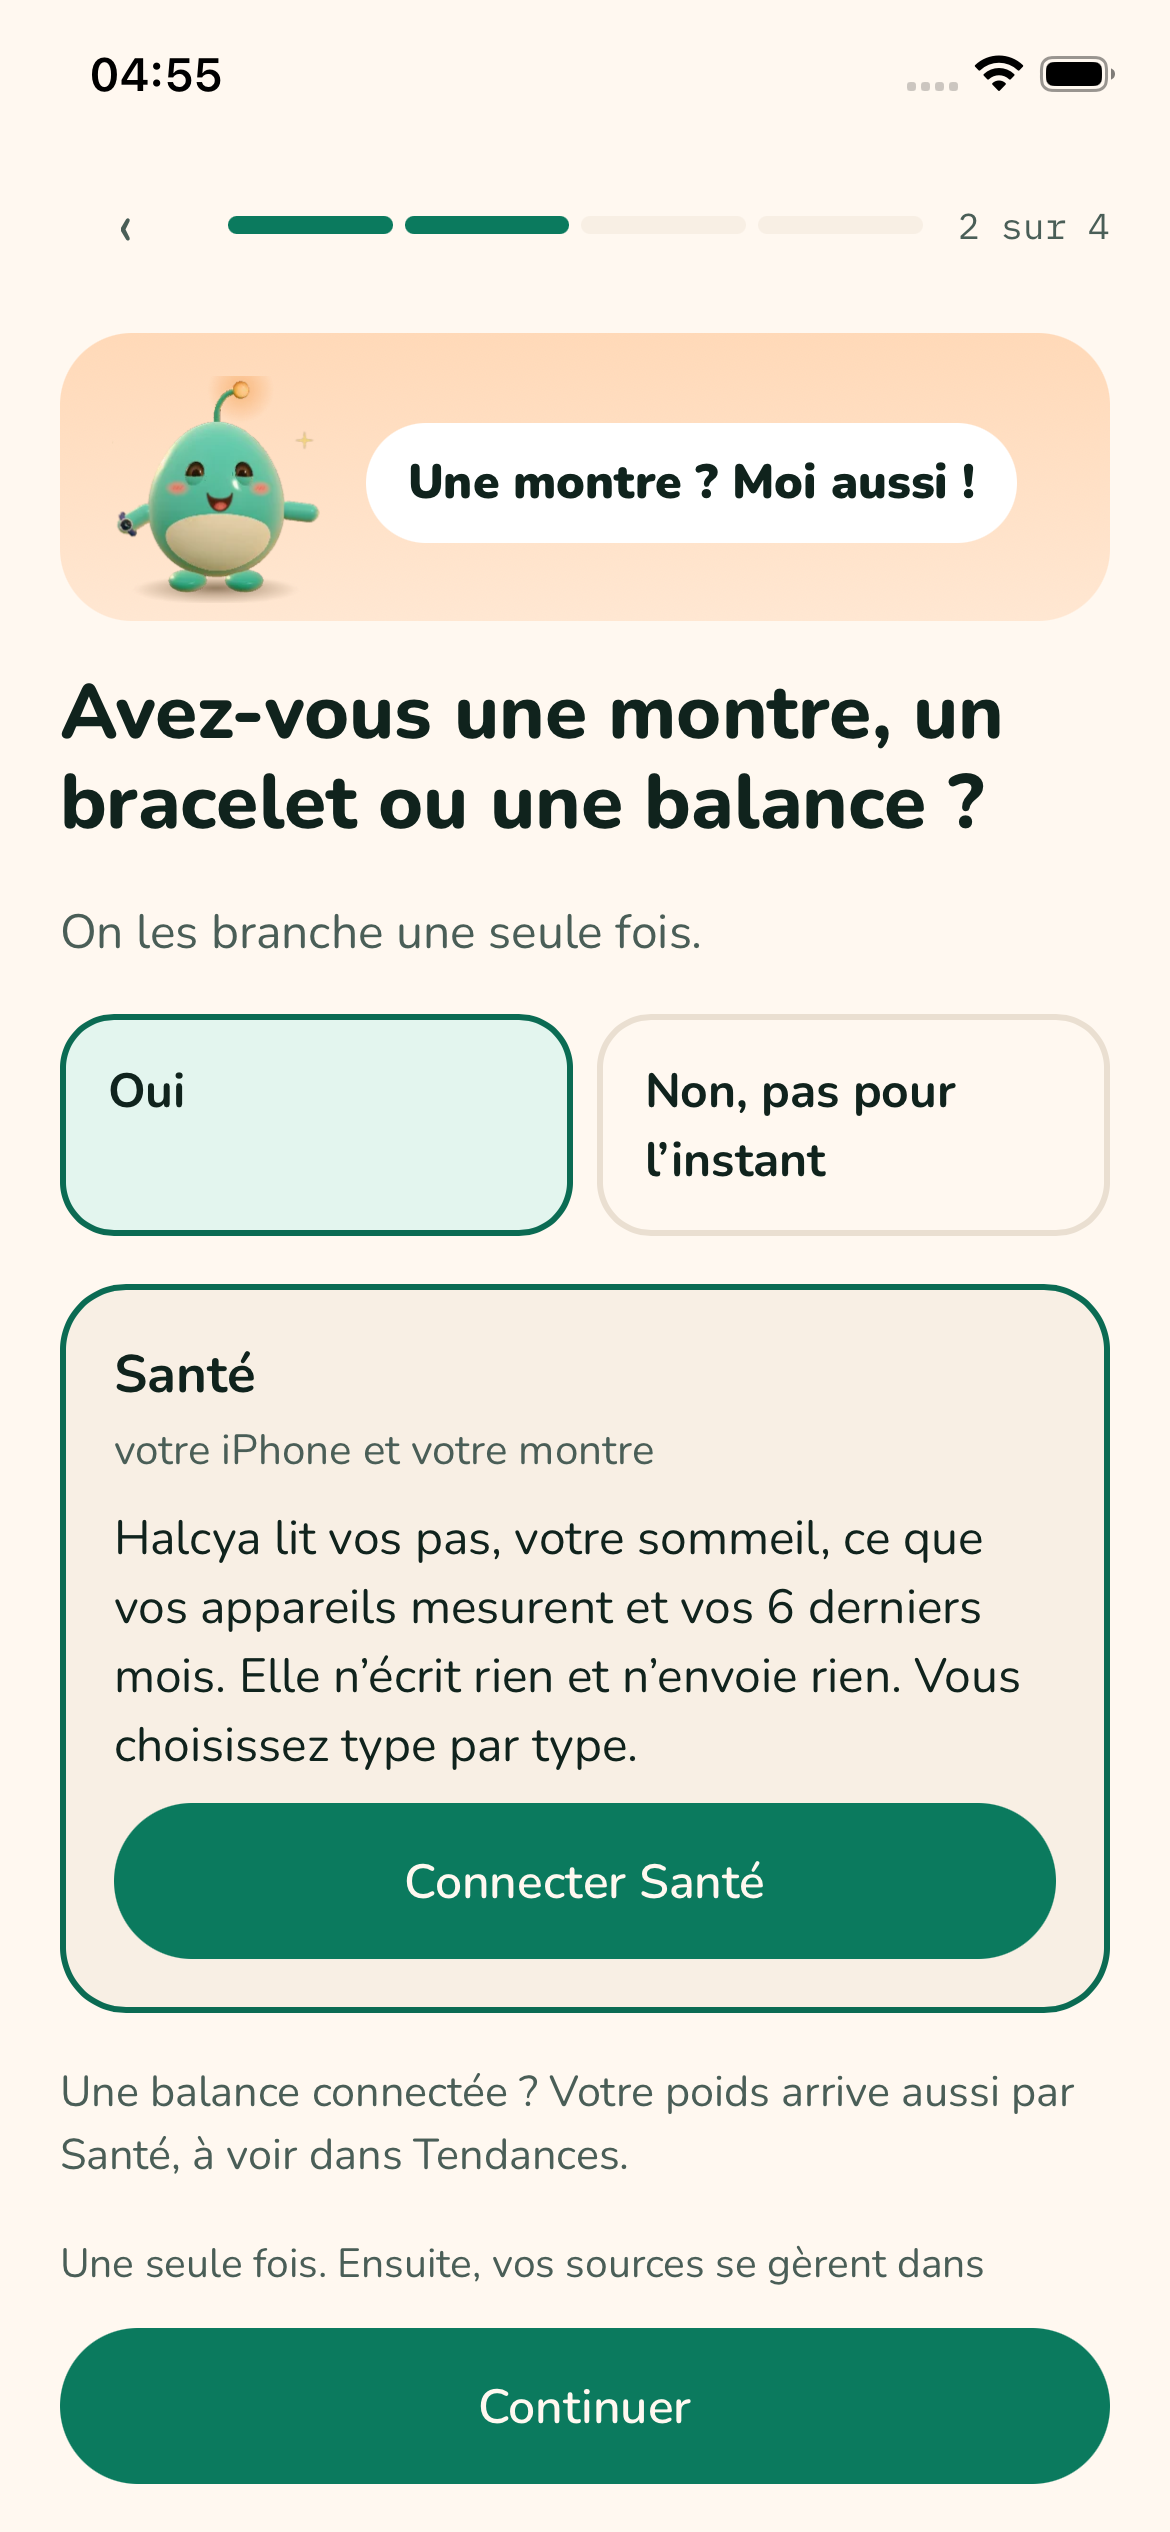 04:55
2 sur 4
Une montre ? Moi aussi !
Avez-vous une montre, un
bracelet ou une balance ?
On les branche une seule fois.
Oui
Non, pas pour
l’instant
Santé
votre iPhone et votre montre
Halcya lit vos pas, votre sommeil, ce que
vos appareils mesurent et vos 6 derniers
mois. Elle n’écrit rien et n’envoie rien. Vous
choisissez type par type.
Connecter Santé
Une balance connectée ? Votre poids arrive aussi par
Santé, à voir dans Tendances.
Une seule fois. Ensuite, vos sources se gèrent dans
Continuer